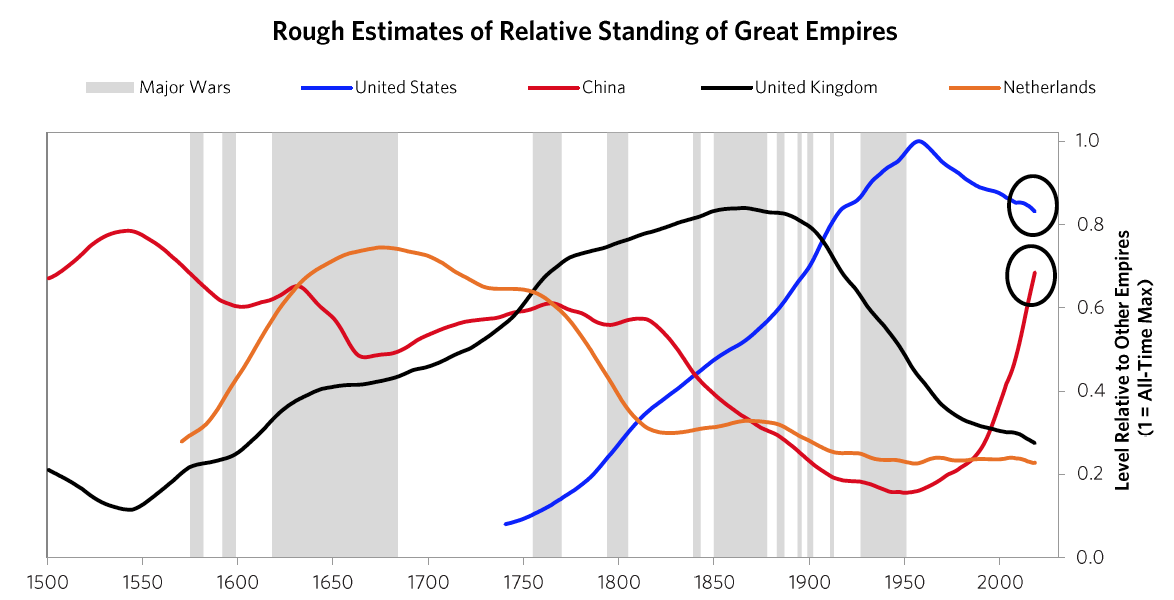 Rough Estimates of Relative Standing of Great Empires
Major Wars United States China United Kingdom Netherlands
1.0
0.8
0.6
0.4
0.2
0.0
Level Relative to Other Empires
(1 = All-Time Max)
1500 1550 1600 1650 1700 1750 1800 1850 1900 1950 2000